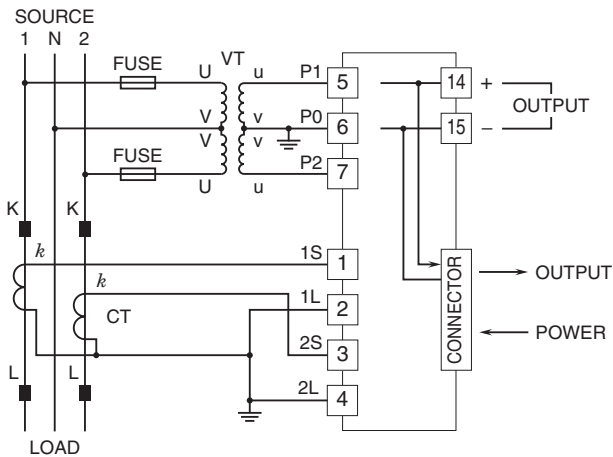 SOURCE
1 N 2
VT
FUSE
U u P1 5 14 +
OUTPUT
V v P0 6 15 −
V v
FUSE
U u P2 7
K K
k 1S 1
k
1L 2
CT
2S 3
L L
2L 4
CONNECTOR
OUTPUT
POWER
LOAD